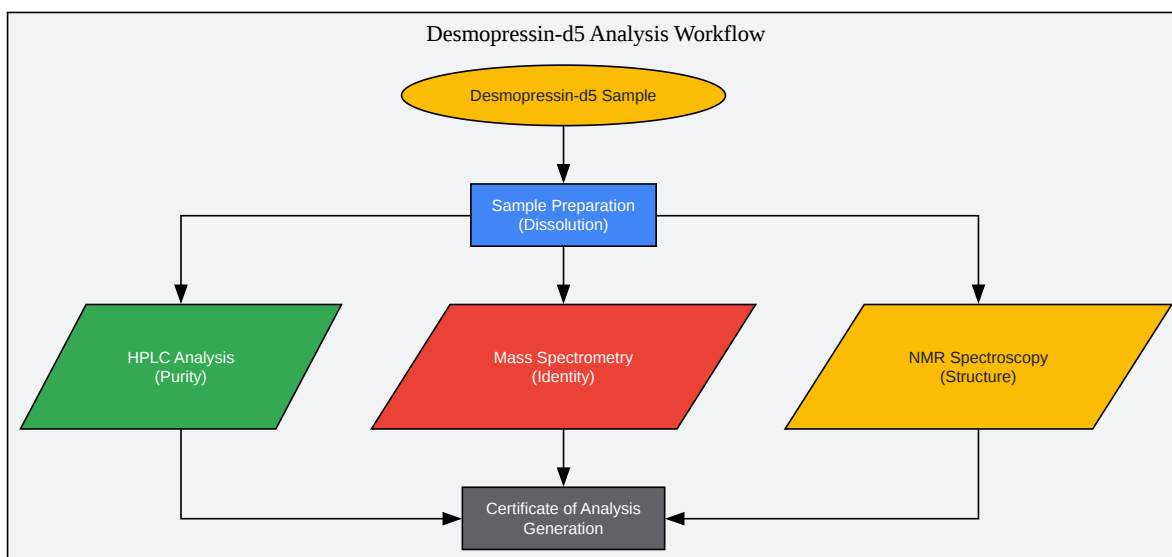 Desmopressin-d5 Analysis Workflow
Desmopressin-d5 Sample
Sample Preparation
(Dissolution)
HPLC Analysis
(Purity)
Mass Spectrometry
(Identity)
NMR Spectroscopy
(Structure)
Certificate of Analysis
Generation